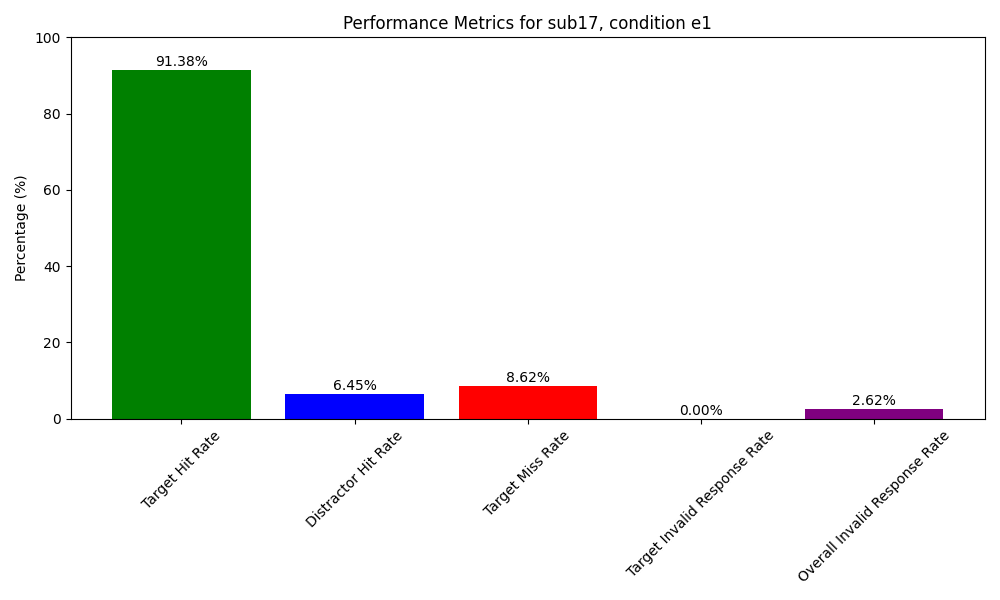 Performance Metrics for sub17, condition e1
Percentage (%)
100
80
60
40
20
0
91.38%
6.45%
8.62%
0.00%
2.62%
Target Hit Rate
Distractor Hit Rate
Target Miss Rate
Target Invalid Response Rate
Overall Invalid Response Rate